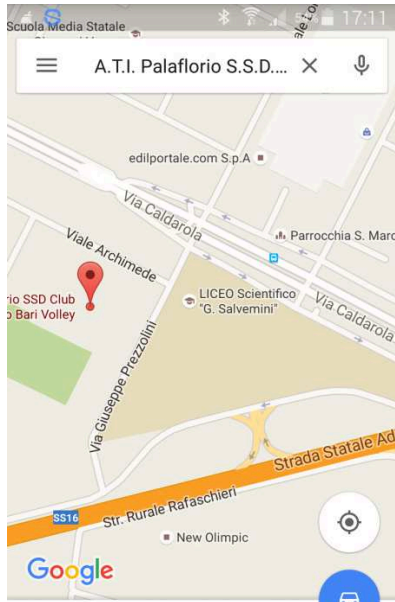 Scuola Media Statale
17:11
A.T.I. Palaflorio S.S.D....
edilportale.com S.p.A
Via Caldarola
Viale Archimede
Parrocchia S. Marc
rio SSD Club
o Bari Volley
LICEO Scientifico
"G. Salvemini"
Via Caldarola
Via Giuseppe Prezzolini
Strada Statale Ad
SS16
Str. Rurale Rafaschieri
New Olimpic
Google